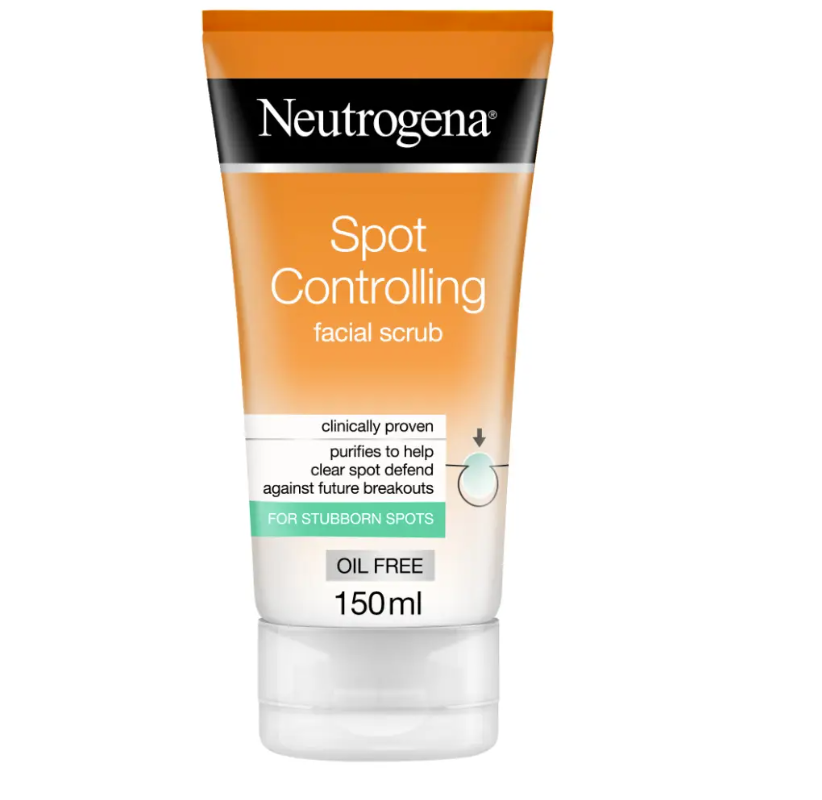 Neutrogena®
Spot
Controlling
facial scrub
clinically proven
purifies to help
clear spot defend
against future breakouts
FOR STUBBORN SPOTS
OIL FREE
150ml